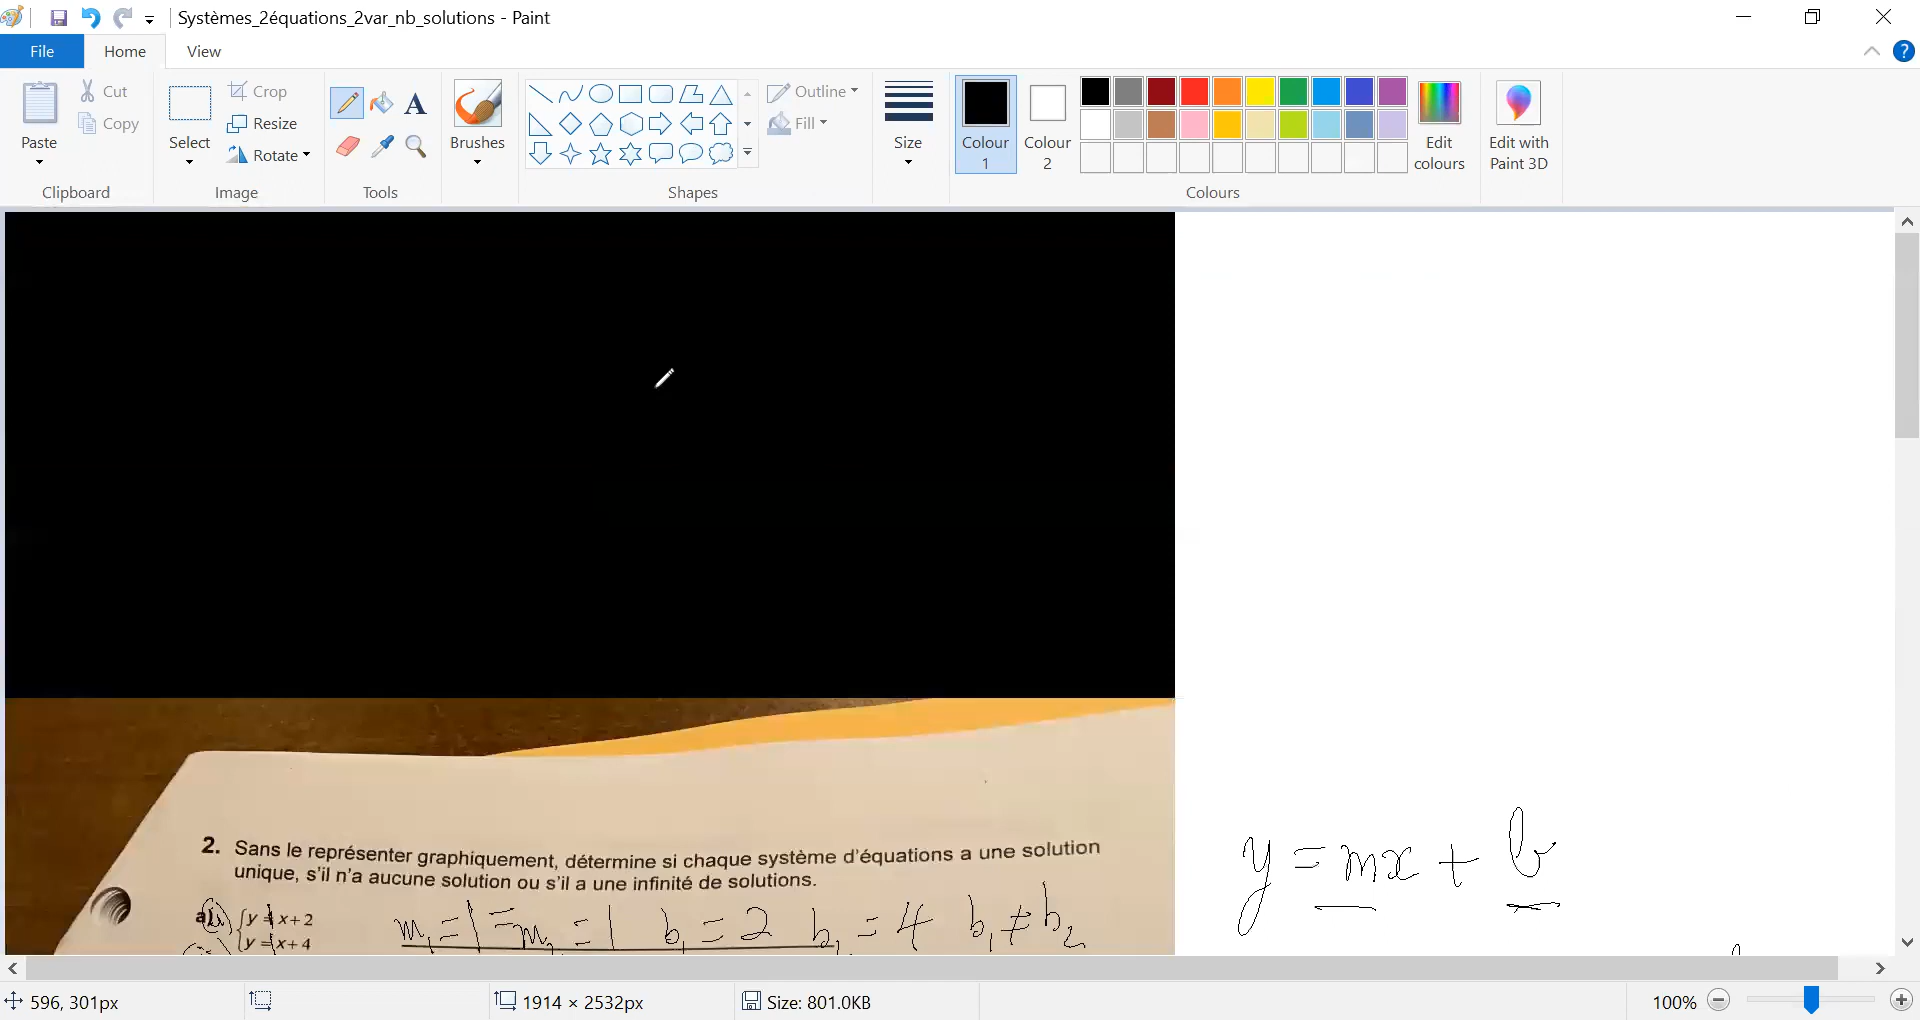 Systèmes_2équations_2var_nb_solutions - Paint
File Home View
Paste
Cut
Copy
Clipboard
Select
Crop
Resize
Rotate
Image
Tools
Brushes
Shapes
Outline
Fill
Size
Colour 1
Colour 2
Colours
Edit colours
Edit with Paint 3D
2. Sans le représenter graphiquement, détermine si chaque système d'équations a une solution
unique, s'il n'a aucune solution ou s'il a une infinité de solutions.
y = x+2
y = x+4
m₁ = 1 = m₂ = 1 b₁ = 2 b₂ = 4 b₁ ≠ b₂
y = mx + b
596, 301px
1914 × 2532px
Size: 801.0KB
100%